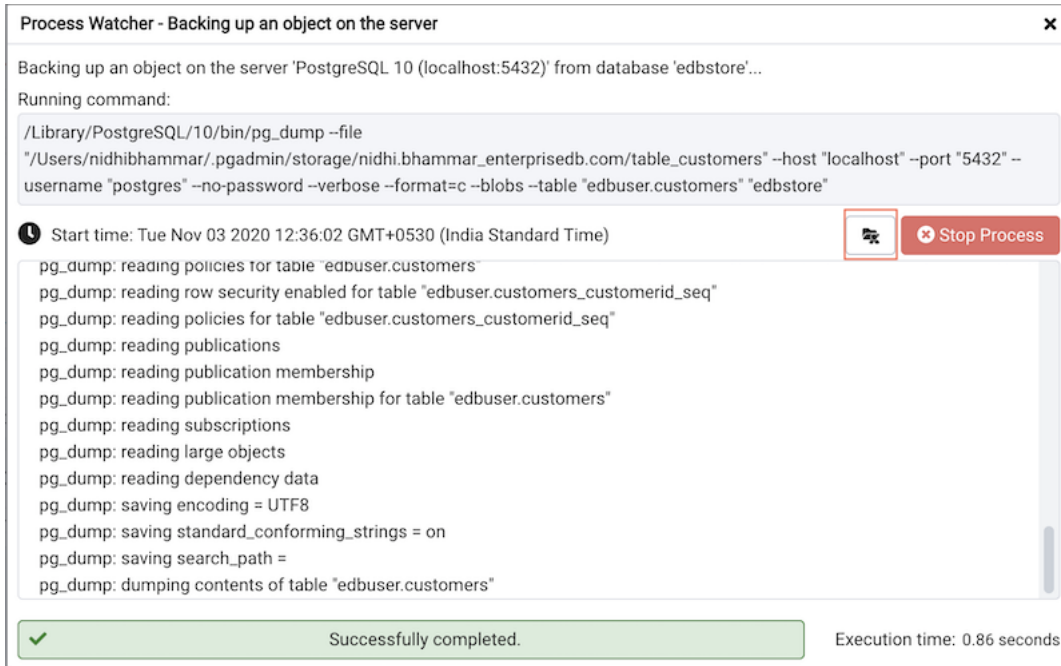 Process Watcher - Backing up an object on the server
Backing up an object on the server 'PostgreSQL 10 (localhost:5432)' from database 'edbstore'...
Running command:
/Library/PostgreSQL/10/bin/pg_dump --file
"/Users/nidhibhammar/.pgadmin/storage/nidhi.bhammar_enterprisedb.com/table_customers" --host "localhost" --port "5432" --
username "postgres" --no-password --verbose --format=c --blobs --table "edbuser.customers" "edbstore"
Start time: Tue Nov 03 2020 12:36:02 GMT+0530 (India Standard Time)
Stop Process
pg_dump: reading policies for table "edbuser.customers"
pg_dump: reading row security enabled for table "edbuser.customers_customerid_seq"
pg_dump: reading policies for table "edbuser.customers_customerid_seq"
pg_dump: reading publications
pg_dump: reading publication membership
pg_dump: reading publication membership for table "edbuser.customers"
pg_dump: reading subscriptions
pg_dump: reading large objects
pg_dump: reading dependency data
pg_dump: saving encoding = UTF8
pg_dump: saving standard_conforming_strings = on
pg_dump: saving search_path =
pg_dump: dumping contents of table "edbuser.customers"
Successfully completed.
Execution time: 0.86 seconds